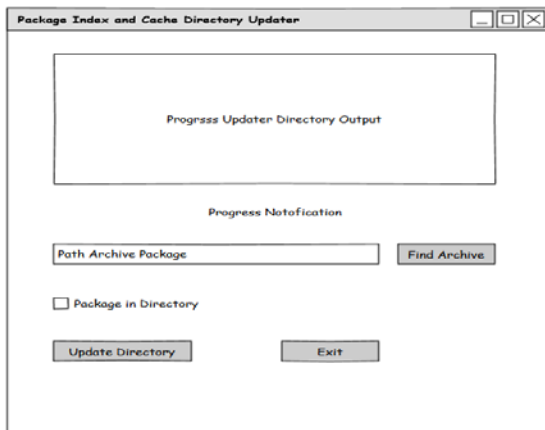 Package Index and Cache Directory Updater
Progrsss Updater Directory Output
Progress Notofication
Path Archive Package
Find Archive
Package in Directory
Update Directory
Exit